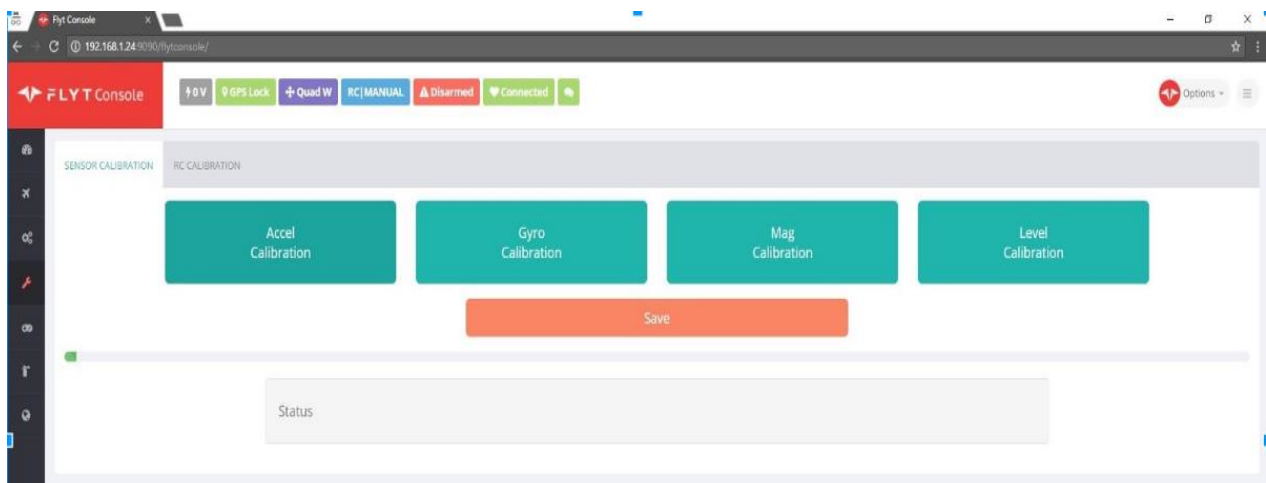 Flyt Console
192.168.1.24:9090/flytconsole/
FLYT Console
0 V GPS Lock Quad W RC|MANUAL Disarmed Connected
Options
SENSOR CALIBRATION RC CALIBRATION
Accel
Calibration
Gyro
Calibration
Mag
Calibration
Level
Calibration
Save
Status